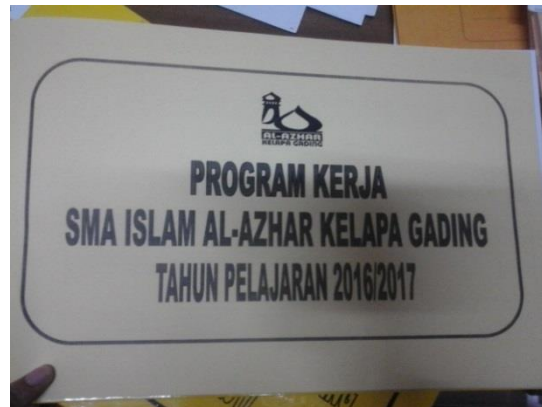 AL-AZHAR
KELAPA GADING
PROGRAM KERJA
SMA ISLAM AL-AZHAR KELAPA GADING
TAHUN PELAJARAN 2016/2017